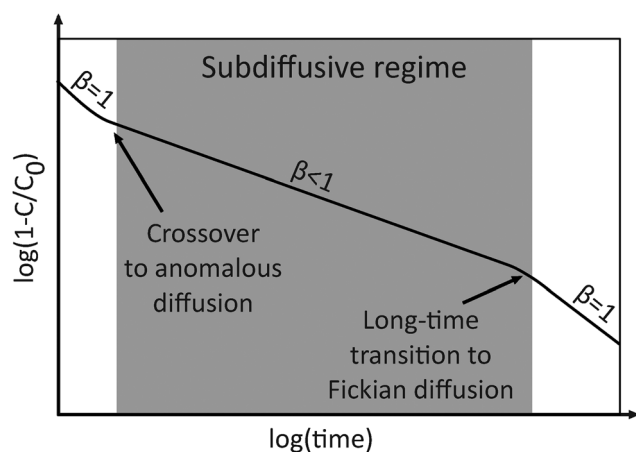 Subdiffusive regime
β=1
β<1
Crossover
to anomalous
diffusion
Long-time
transition to
Fickian diffusion
β=1
log(1-C/C₀)
log(time)